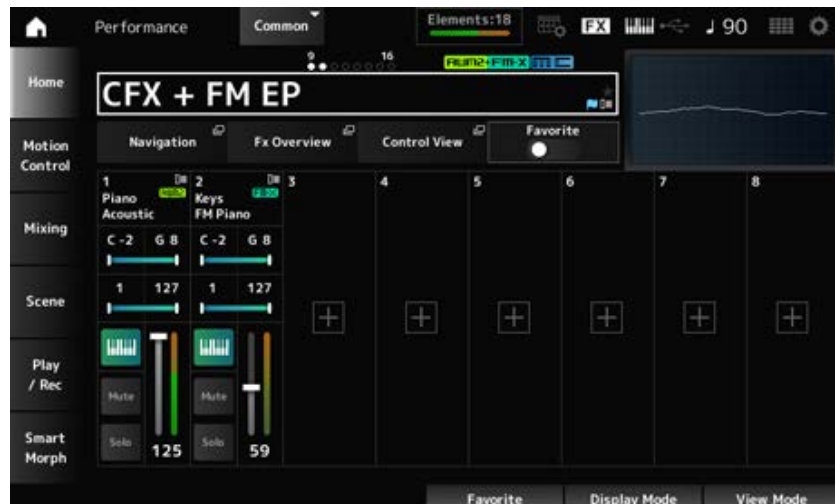 Performance
Common
Elements:18
FX
♩ 90
9 16
AWM2+FM-X MC
Home
CFX + FM EP
Navigation
Fx Overview
Control View
Favorite
Motion
Control
1 2 3 4 5 6 7 8
Piano
Acoustic
Keys
FM Piano
FM-X
Mixing
C -2 G 8 C -2 G 8
Scene
1 127 1 127
Play
/ Rec
Mute Mute
Smart
Morph
Solo 125 Solo 59
Favorite
Display Mode
View Mode